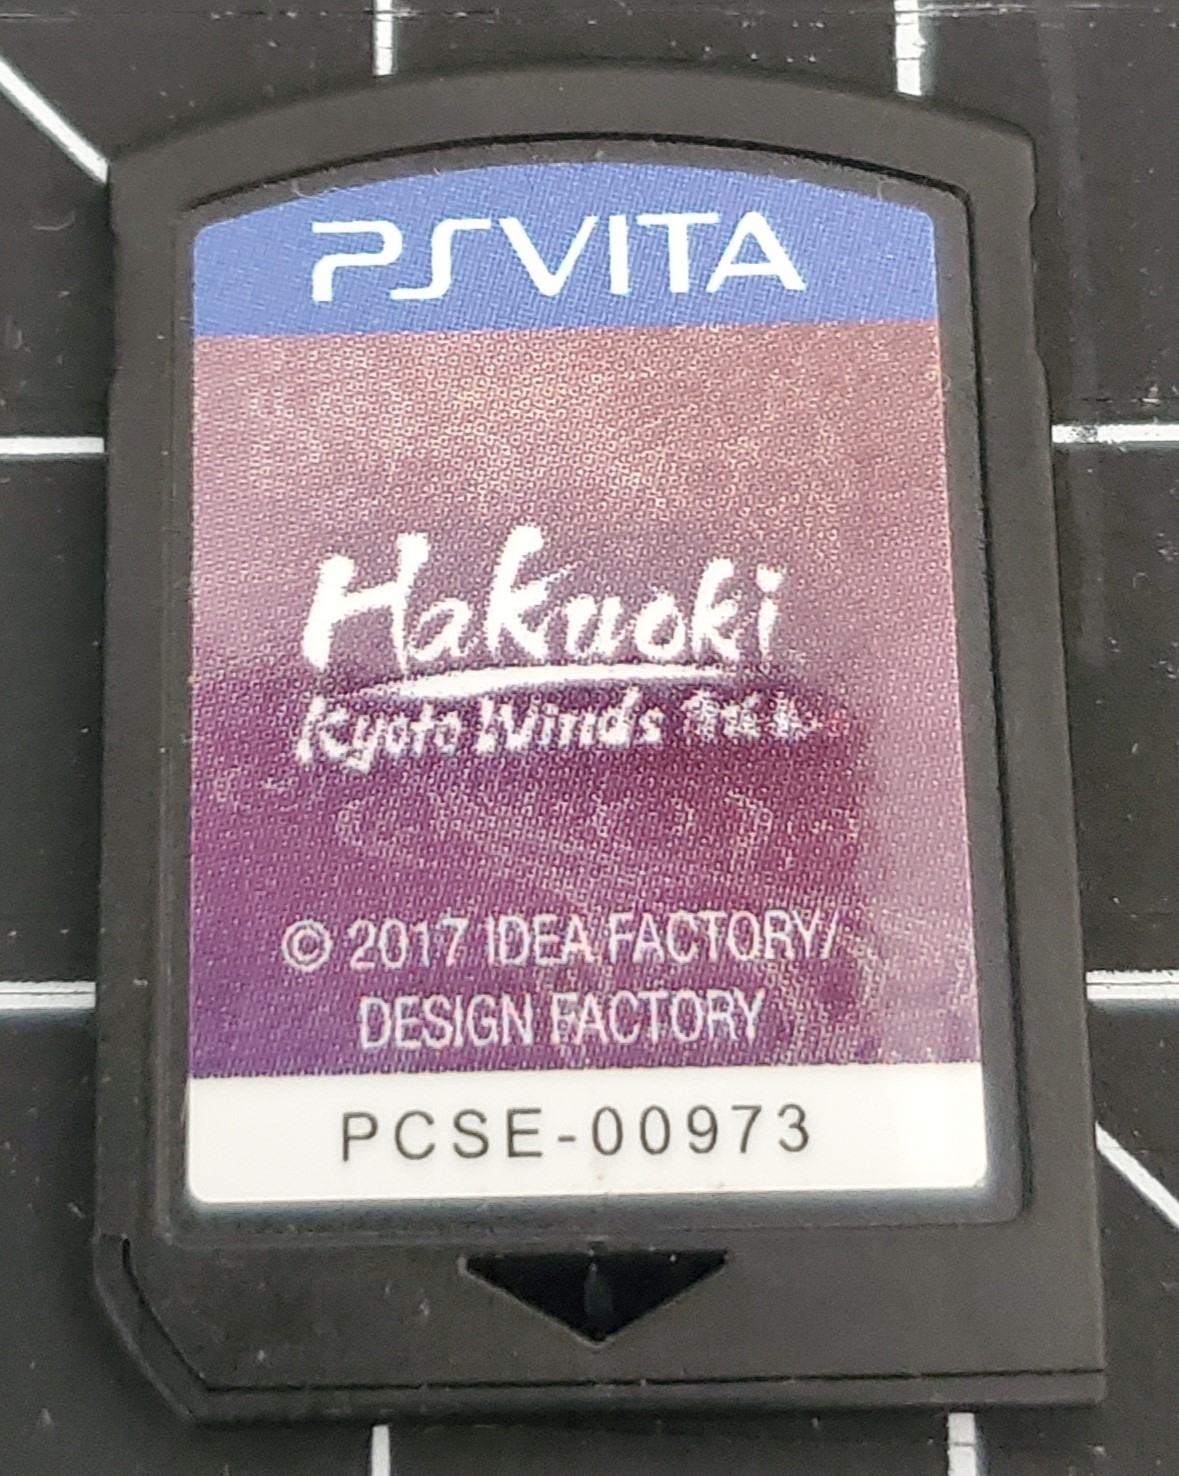 PSVITA
Hakuoki
Kyoto Winds
© 2017 IDEA FACTORY/
DESIGN FACTORY
PCSE-00973